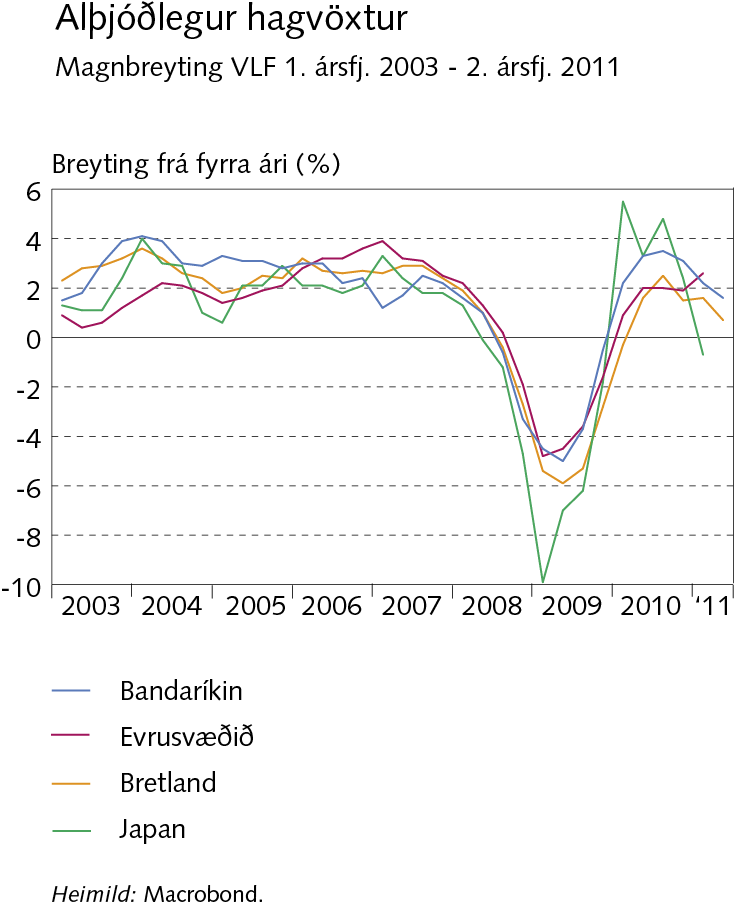 Alþjóðlegur hagvöxtur
Magnbreyting VLF 1. ársfj. 2003 - 2. ársfj. 2011
Breyting frá fyrra ári (%)
6
4
2
0
-2
-4
-6
-8
-10
2003 2004 2005 2006 2007 2008 2009 2010 '11
Bandaríkin
Evrusvæðið
Bretland
Japan
Heimild: Macrobond.